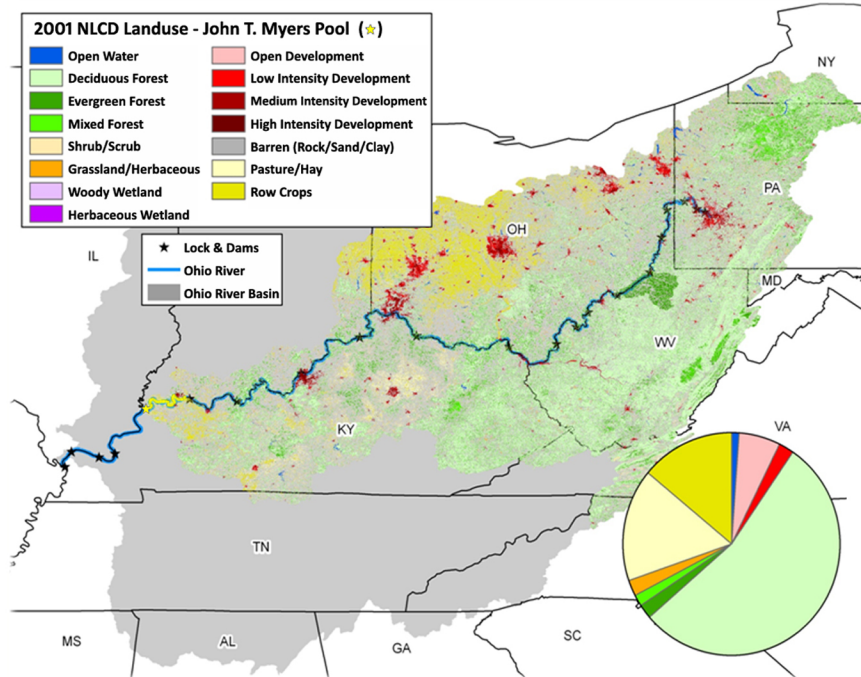 2001 NLCD Landuse - John T. Myers Pool (☆)
Open Water
Deciduous Forest
Evergreen Forest
Mixed Forest
Shrub/Scrub
Grassland/Herbaceous
Woody Wetland
Herbaceous Wetland
Open Development
Low Intensity Development
Medium Intensity Development
High Intensity Development
Barren (Rock/Sand/Clay)
Pasture/Hay
Row Crops
Lock & Dams
Ohio River
Ohio River Basin
NY
PA
OH
IL
MD
WV
KY
VA
TN
MS
AL
GA
SC